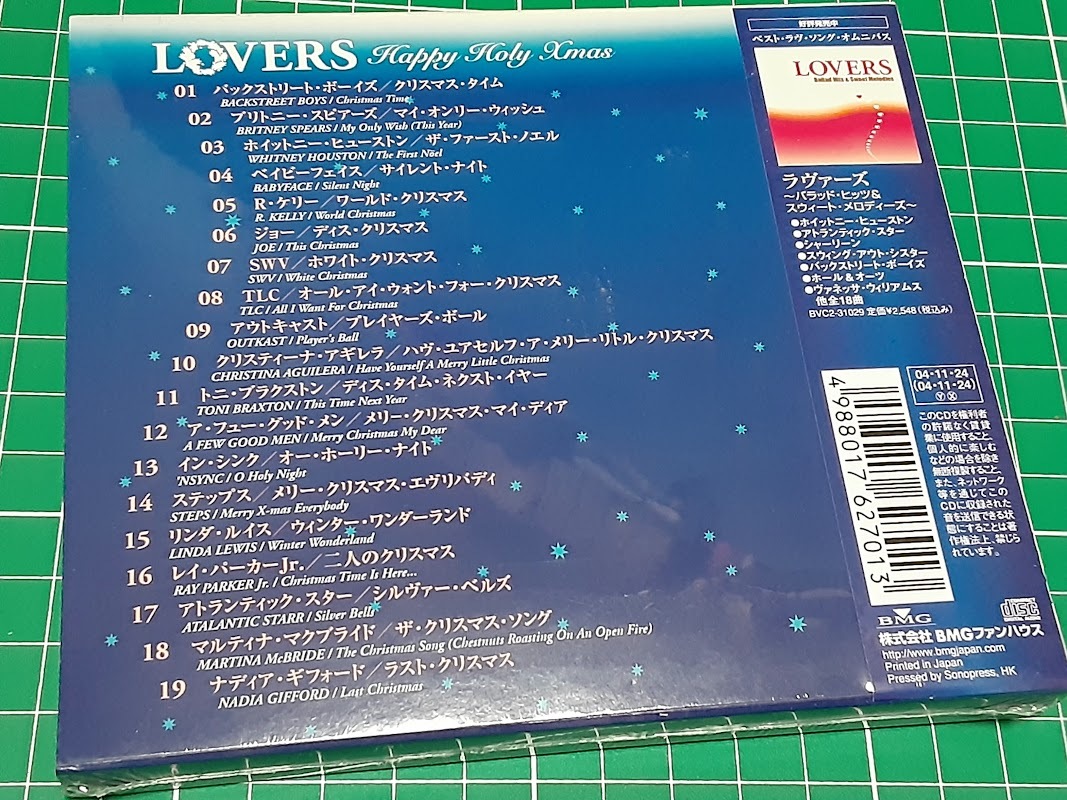 LOVERS Happy Holy Xmas
01 バックストリート・ボーイズ／クリスマス・タイム
BACKSTREET BOYS / Christmas Time
02 ブリトニー・スピアーズ／マイ・オンリー・ウィッシュ
BRITNEY SPEARS / My Only Wish (This Year)
03 ホイットニー・ヒューストン／ザ・ファースト・ノエル
WHITNEY HOUSTON / The First Nöel
04 ベイビーフェイス／サイレント・ナイト
BABYFACE / Silent Night
05 R・ケリー／ワールド・クリスマス
R. KELLY / World Christmas
06 ジョー／ディス・クリスマス
JOE / This Christmas
07 SWV／ホワイト・クリスマス
SWV / White Christmas
08 TLC／オール・アイ・ウォント・フォー・クリスマス
TLC / All I Want For Christmas
09 アウトキャスト／プレイヤーズ・ボール
OUTKAST / Player's Ball
10 クリスティーナ・アギレラ／ハヴ・ユアセルフ・ア・メリー・リトル・クリスマス
CHRISTINA AGUILERA / Have Yourself A Merry Little Christmas
11 トニ・ブラクストン／ディス・タイム・ネクスト・イヤー
TONI BRAXTON / This Time Next Year
12 ア・フュー・グッド・メン／メリー・クリスマス・マイ・ディア
A FEW GOOD MEN / Merry Christmas My Dear
13 イン・シンク／オー・ホーリー・ナイト
'NSYNC / O Holy Night
14 ステップス／メリー・クリスマス・エヴリバディ
STEPS / Merry X-mas Everybody
15 リンダ・ルイス／ウィンター・ワンダーランド
LINDA LEWIS / Winter Wonderland
16 レイ・パーカーJr.／二人のクリスマス
RAY PARKER Jr. / Christmas Time Is Here...
17 アトランティック・スター／シルヴァー・ベルズ
ATALANTIC STARR / Silver Bells
18 マルティナ・マクブライド／ザ・クリスマス・ソング
MARTINA McBRIDE / The Christmas Song (Chestnuts Roasting On An Open Fire)
19 ナディア・ギフォード／ラスト・クリスマス
NADIA GIFFORD / Last Christmas
好評発売中
ベスト・ラヴ・ソング・オムニバス
LOVERS
Ballad Hits & Sweet Melodies
ラヴァーズ
～バラッド・ヒッツ&
スウィート・メロディーズ～
●ホイットニー・ヒューストン
●アトランティック・スター
●シャーリーン
●スウィング・アウト・シスター
●バックストリート・ボーイズ
●ホール&オーツ
●ヴァネッサ・ウィリアムス
他全18曲
BVC2-31029 定価¥2,548(税込み)
4 988017 627013
04・11・24
(04・11・24)
Ⓨ Ⓧ
このCDを権利者
の許諾なく賃貸
業に使用すること、
個人的に楽しむ
などの場合を除き
無断複製すること、
また、ネットワーク
等を通じてこの
CDに収録された
音を送信できる状
態にすることは著
作権法上、禁じら
れています。
BMG
disc
DIGITAL AUDIO
株式会社 BMGファンハウス
http://www.bmgjapan.com
Printed in Japan
Pressed by Sonopress, HK